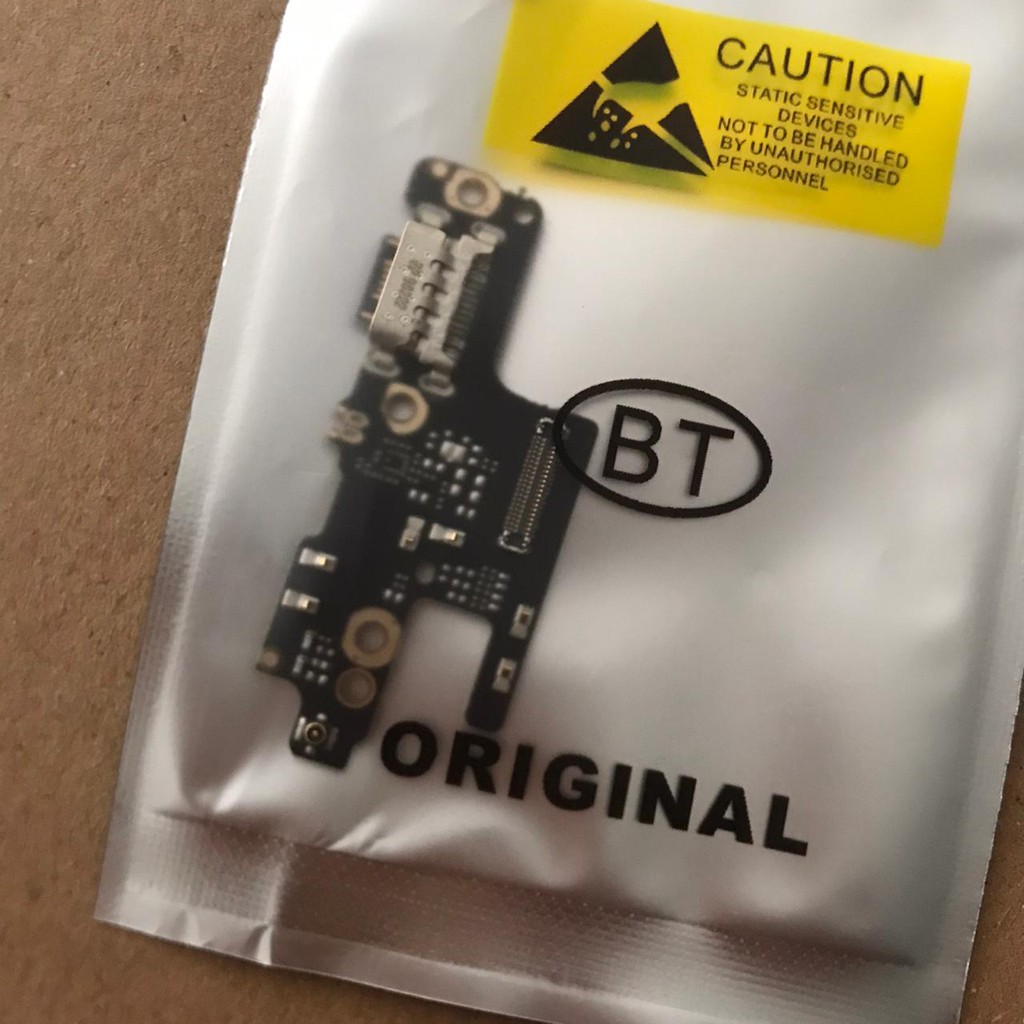 CAUTION
STATIC SENSITIVE
DEVICES
NOT TO BE HANDLED
BY UNAUTHORISED
PERSONNEL
BT
ORIGINAL